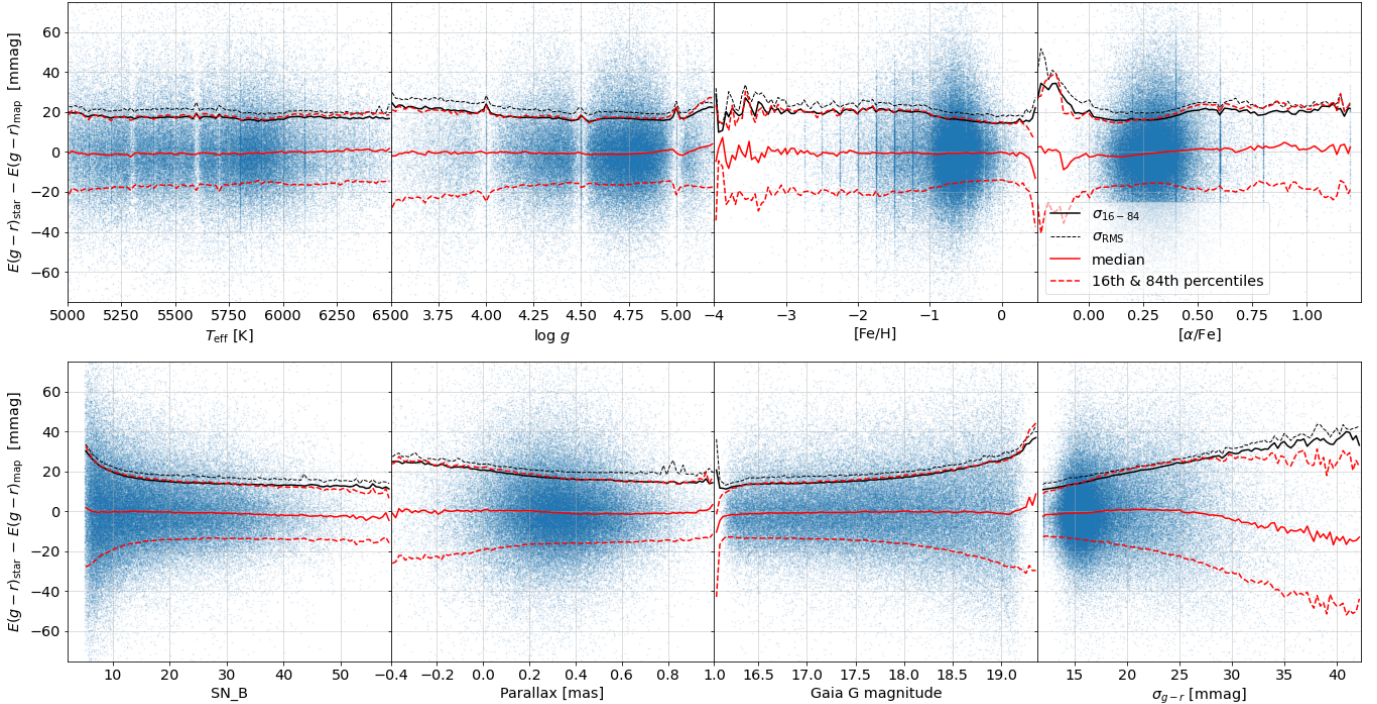 E(g − r)star − E(g − r)map [mmag]
60
40
20
0
−20
−40
−60
5000 5250 5500 5750 6000 6250 6500
Teff [K]
3.75 4.00 4.25 4.50 4.75 5.00
log g
−4 −3 −2 −1 0
[Fe/H]
0.00 0.25 0.50 0.75 1.00
[α/Fe]
σ16−84
σRMS
median
16th & 84th percentiles
E(g − r)star − E(g − r)map [mmag]
60
40
20
0
−20
−40
−60
10 20 30 40 50
SN_B
−0.4 −0.2 0.0 0.2 0.4 0.6 0.8 1.0
Parallax [mas]
16.5 17.0 17.5 18.0 18.5 19.0
Gaia G magnitude
15 20 25 30 35 40
σg−r [mmag]